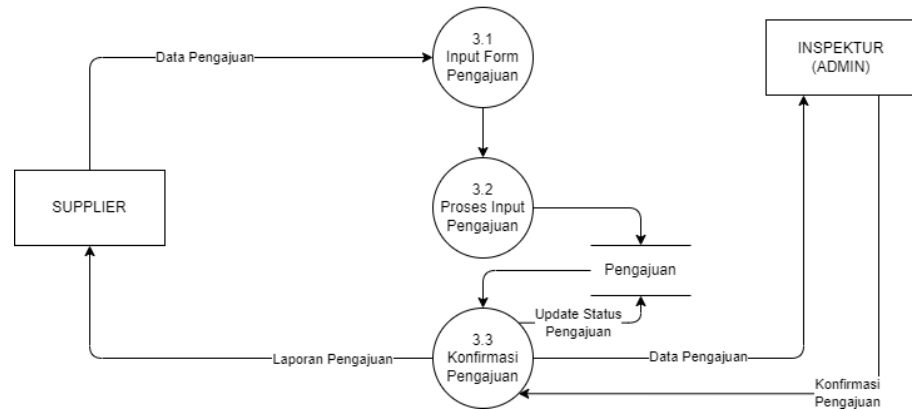 3.1
Input Form
Pengajuan
INSPEKTUR
(ADMIN)
Data Pengajuan
3.2
Proses Input
Pengajuan
SUPPLIER
Pengajuan
Update Status
Pengajuan
3.3
Konfirmasi
Pengajuan
Laporan Pengajuan
Data Pengajuan
Konfirmasi
Pengajuan